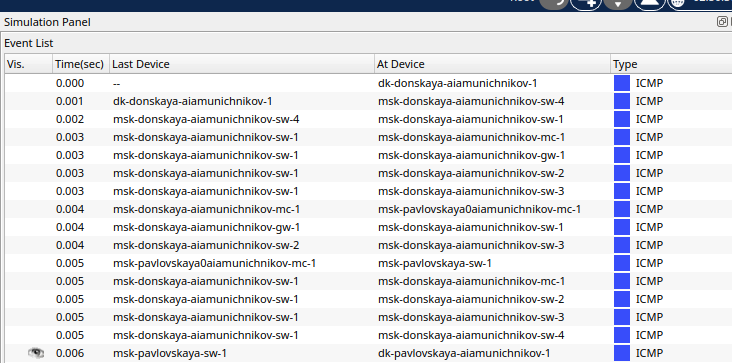 Simulation Panel
Event List
Vis. Time(sec) Last Device At Device Type
0.000 -- dk-donskaya-aiamunichnikov-1 ICMP
0.001 dk-donskaya-aiamunichnikov-1 msk-donskaya-aiamunichnikov-sw-4 ICMP
0.002 msk-donskaya-aiamunichnikov-sw-4 msk-donskaya-aiamunichnikov-sw-1 ICMP
0.003 msk-donskaya-aiamunichnikov-sw-1 msk-donskaya-aiamunichnikov-mc-1 ICMP
0.003 msk-donskaya-aiamunichnikov-sw-1 msk-donskaya-aiamunichnikov-gw-1 ICMP
0.003 msk-donskaya-aiamunichnikov-sw-1 msk-donskaya-aiamunichnikov-sw-2 ICMP
0.003 msk-donskaya-aiamunichnikov-sw-1 msk-donskaya-aiamunichnikov-sw-3 ICMP
0.004 msk-donskaya-aiamunichnikov-mc-1 msk-pavlovskaya0aiamunichnikov-mc-1 ICMP
0.004 msk-donskaya-aiamunichnikov-gw-1 msk-donskaya-aiamunichnikov-sw-1 ICMP
0.004 msk-donskaya-aiamunichnikov-sw-2 msk-donskaya-aiamunichnikov-sw-3 ICMP
0.005 msk-pavlovskaya0aiamunichnikov-mc-1 msk-pavlovskaya-sw-1 ICMP
0.005 msk-donskaya-aiamunichnikov-sw-1 msk-donskaya-aiamunichnikov-mc-1 ICMP
0.005 msk-donskaya-aiamunichnikov-sw-1 msk-donskaya-aiamunichnikov-sw-2 ICMP
0.005 msk-donskaya-aiamunichnikov-sw-1 msk-donskaya-aiamunichnikov-sw-3 ICMP
0.005 msk-donskaya-aiamunichnikov-sw-1 msk-donskaya-aiamunichnikov-sw-4 ICMP
0.006 msk-pavlovskaya-sw-1 dk-pavlovskaya-aiamunichnikov-1 ICMP